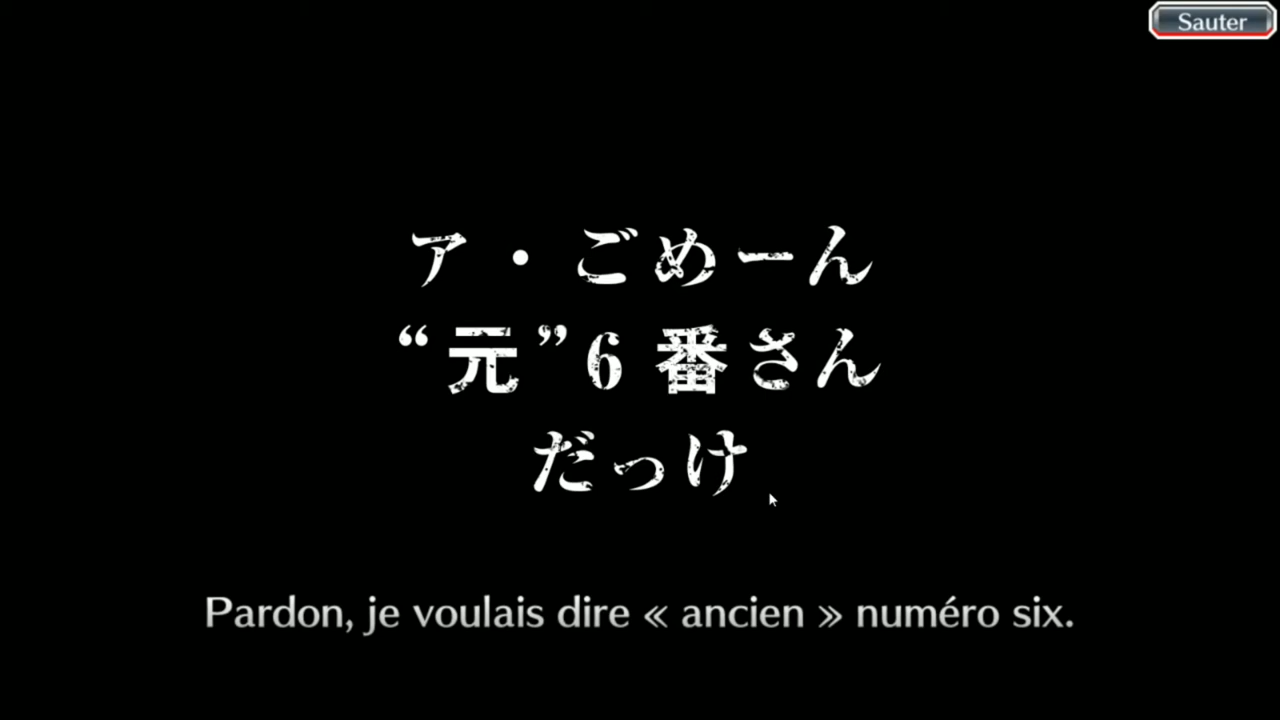 Sauter
ア・ごめーん
“元”6番さん
だっけ
Pardon, je voulais dire « ancien » numéro six.